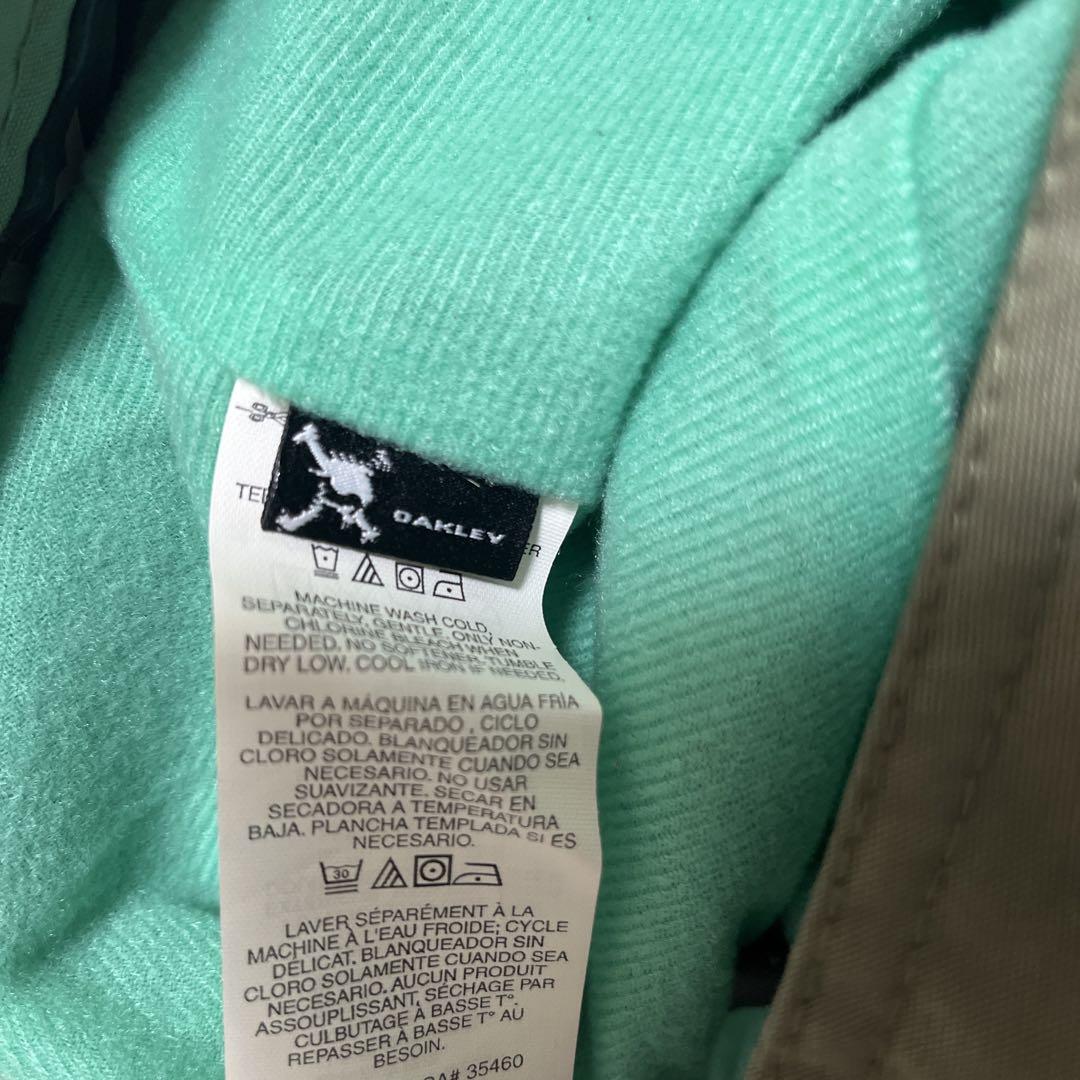 OAKLEY
MACHINE WASH COLD,
SEPARATELY, GENTLE, ONLY NON-
CHLORINE BLEACH WHEN
NEEDED, NO SOFTENER-TUMBLE
DRY LOW. COOL IRON IF NEEDED.
LAVAR A MÁQUINA EN AGUA FRÍA
POR SEPARADO , CICLO
DELICADO. BLANQUEADOR SIN
CLORO SOLAMENTE CUANDO SEA
NECESARIO. NO USAR
SUAVIZANTE. SECAR EN
SECADORA A TEMPERATURA
BAJA. PLANCHA TEMPLADA SI ES
NECESARIO.
30
LAVER SÉPARÉMENT À LA
MACHINE À L'EAU FROIDE; CYCLE
DÉLICAT. BLANQUEADOR SIN
CLORO SOLAMENTE CUANDO SEA
NECESARIO. AUCUN PRODUIT
ASSOUPLISSANT, SÉCHAGE PAR
CULBUTAGE À BASSE T°.
REPASSER À BASSE T° AU
BESOIN.
# 35460